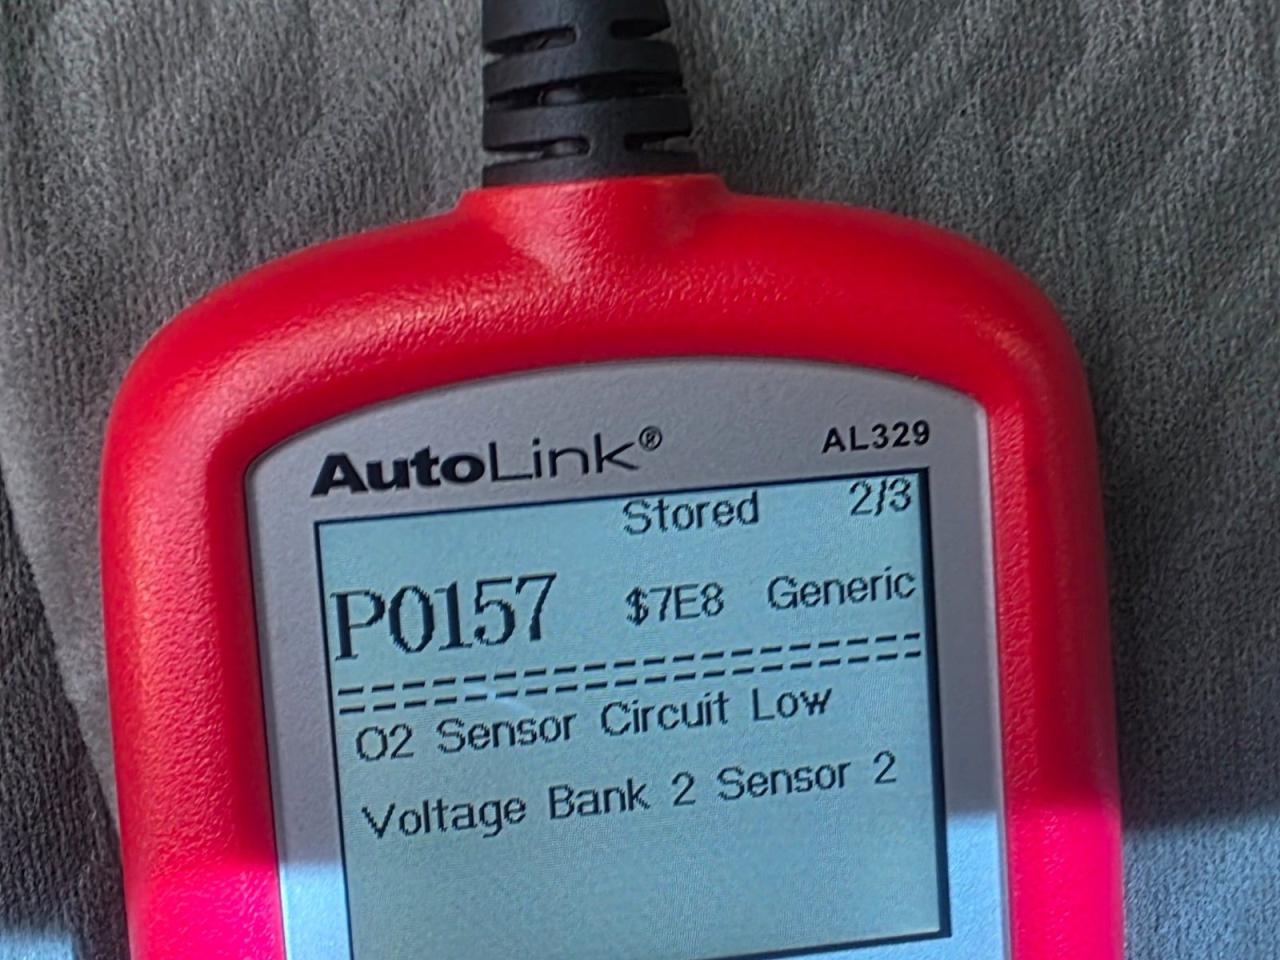 AutoLink® AL329
Stored 2/3
P0157 $7E8 Generic
====================
O2 Sensor Circuit Low
Voltage Bank 2 Sensor 2